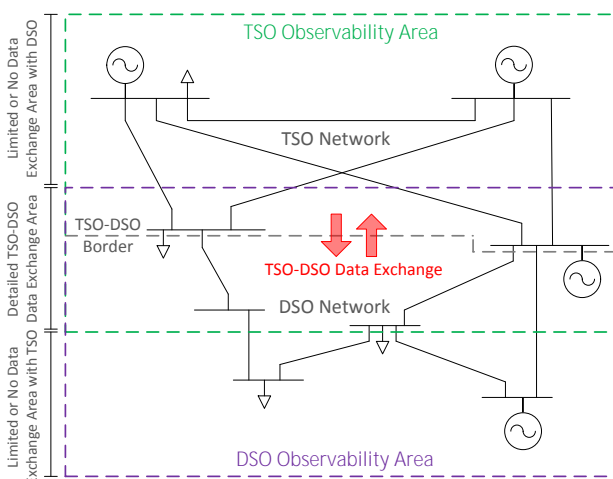 TSO Observability Area
Limited or No Data
Exchange Area with DSO
TSO Network
TSO-DSO
Border
Detailed TSO-DSO
Data Exchange Area
TSO-DSO Data Exchange
DSO Network
Limited or No Data
Exchange Area with TSO
DSO Observability Area